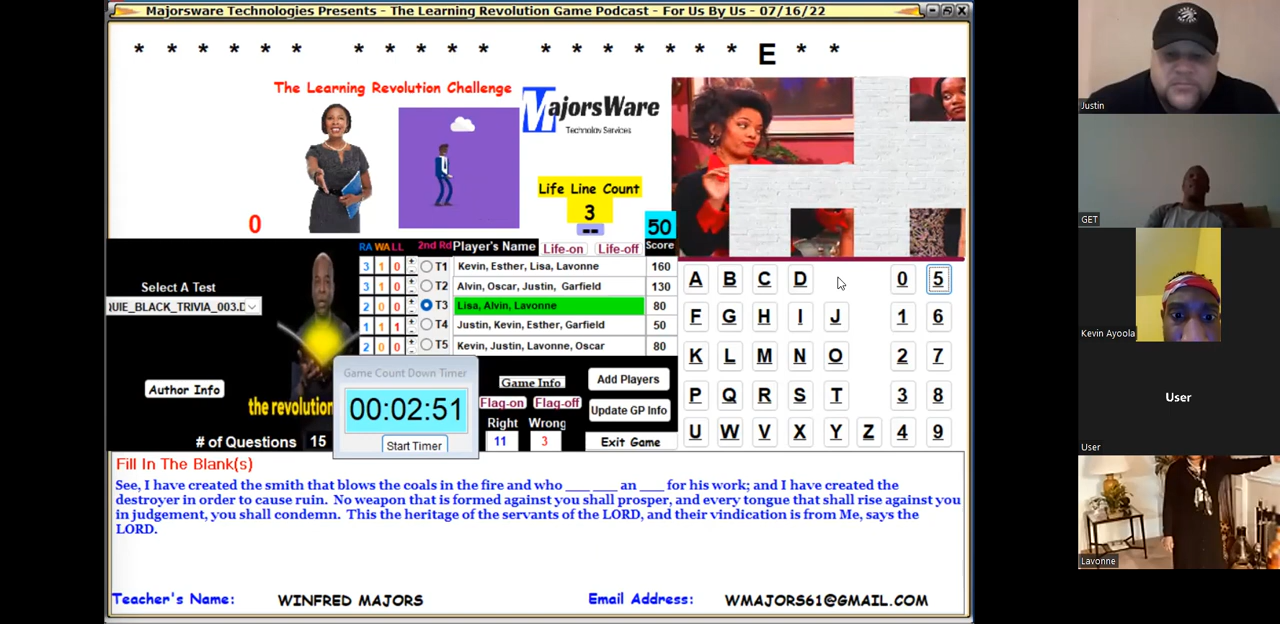 Majorsware Technologies Presents - The Learning Revolution Game Podcast - For Us By Us - 07/16/22
* * * * * *  * * * * *  * * * * * * * E * *
The Learning Revolution Challenge
MajorsWare
Technology Services
Life Line Count
3
--
0
50
RA WA LL 2nd Rd Player's Name Life-on Life-off Score
3 1 0 + - T1 Kevin, Esther, Lisa, Lavonne 160
3 1 0 + - T2 Alvin, Oscar, Justin, Garfield 130
2 0 0 + - T3 Lisa, Alvin, Lavonne 80
1 1 1 + - T4 Justin, Kevin, Esther, Garfield 50
2 0 0 + - T5 Kevin, Justin, Lavonne, Oscar 80
Select A Test
QUIE_BLACK_TRIVIA_003.D
Author Info
the revolution
# of Questions 15
Game Count Down Timer
00:02:51
Start Timer
Game Info
Flag-on Flag-off
Right Wrong
11 3
Add Players
Update GP Info
Exit Game
A B C D 0 5
F G H I J 1 6
K L M N O 2 7
P Q R S T 3 8
U W V X Y Z 4 9
Fill In The Blank(s)
See, I have created the smith that blows the coals in the fire and who ____ ____ an ____ for his work; and I have created the
destroyer in order to cause ruin. No weapon that is formed against you shall prosper, and every tongue that shall rise against you
in judgement, you shall condemn. This the heritage of the servants of the LORD, and their vindication is from Me, says the
LORD.
Teacher's Name: WINFRED MAJORS Email Address: WMAJORS61@GMAIL.COM
Justin
GET
Kevin Ayoola
User
User
Lavonne